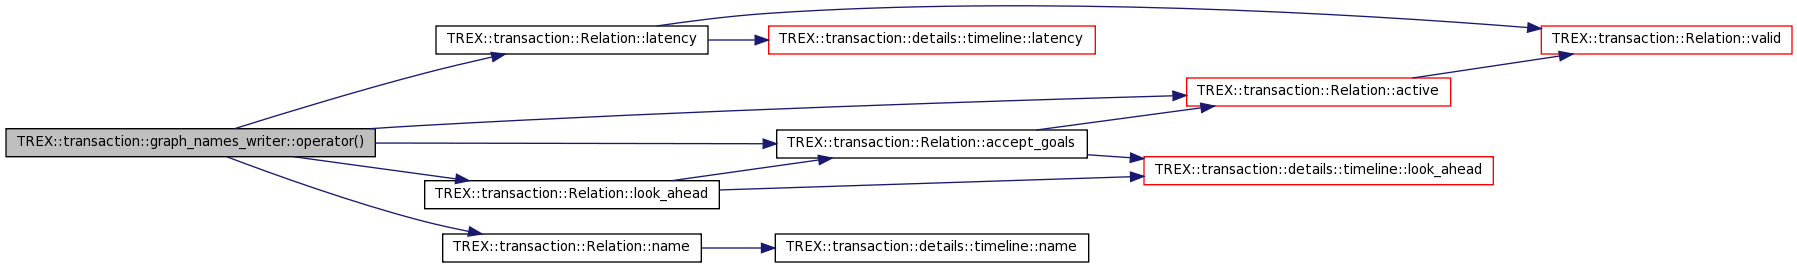 TREX::transaction::Relation::latency
TREX::transaction::details::timeline::latency
TREX::transaction::Relation::valid
TREX::transaction::Relation::active
TREX::transaction::graph_names_writer::operator()
TREX::transaction::Relation::accept_goals
TREX::transaction::details::timeline::look_ahead
TREX::transaction::Relation::look_ahead
TREX::transaction::Relation::name
TREX::transaction::details::timeline::name